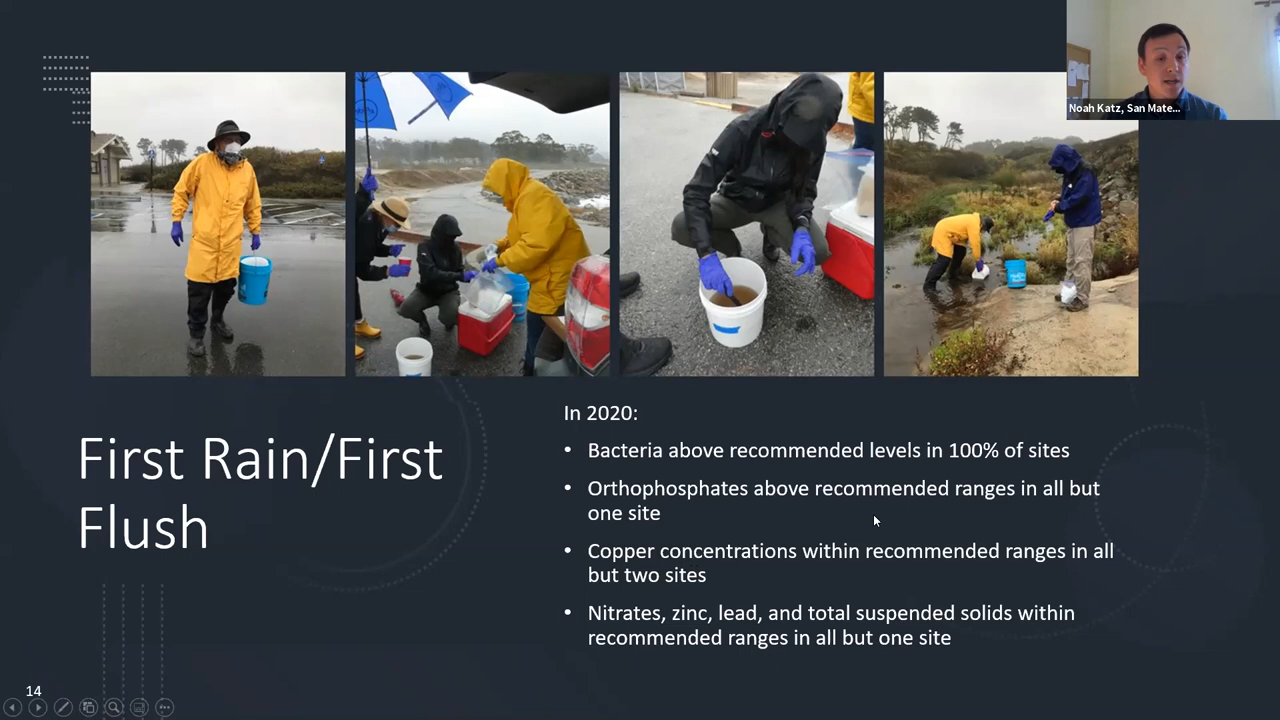 Noah Katz, San Mate...
First Rain/First
Flush
In 2020:
• Bacteria above recommended levels in 100% of sites
• Orthophosphates above recommended ranges in all but
one site
• Copper concentrations within recommended ranges in all
but two sites
• Nitrates, zinc, lead, and total suspended solids within
recommended ranges in all but one site
14